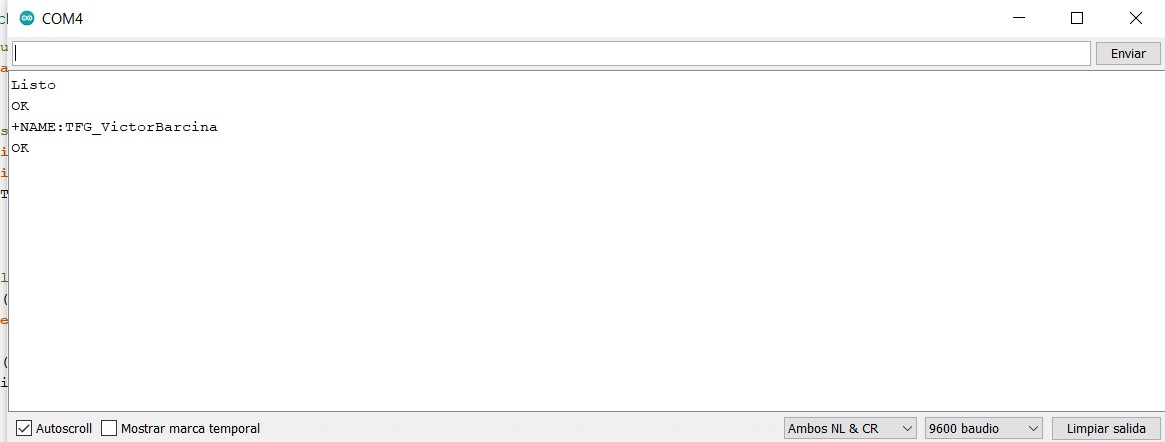 COM4
Enviar
Listo
OK
+NAME:TFG_VictorBarcina
OK
Autoscroll Mostrar marca temporal Ambos NL & CR 9600 baudio Limpiar salida